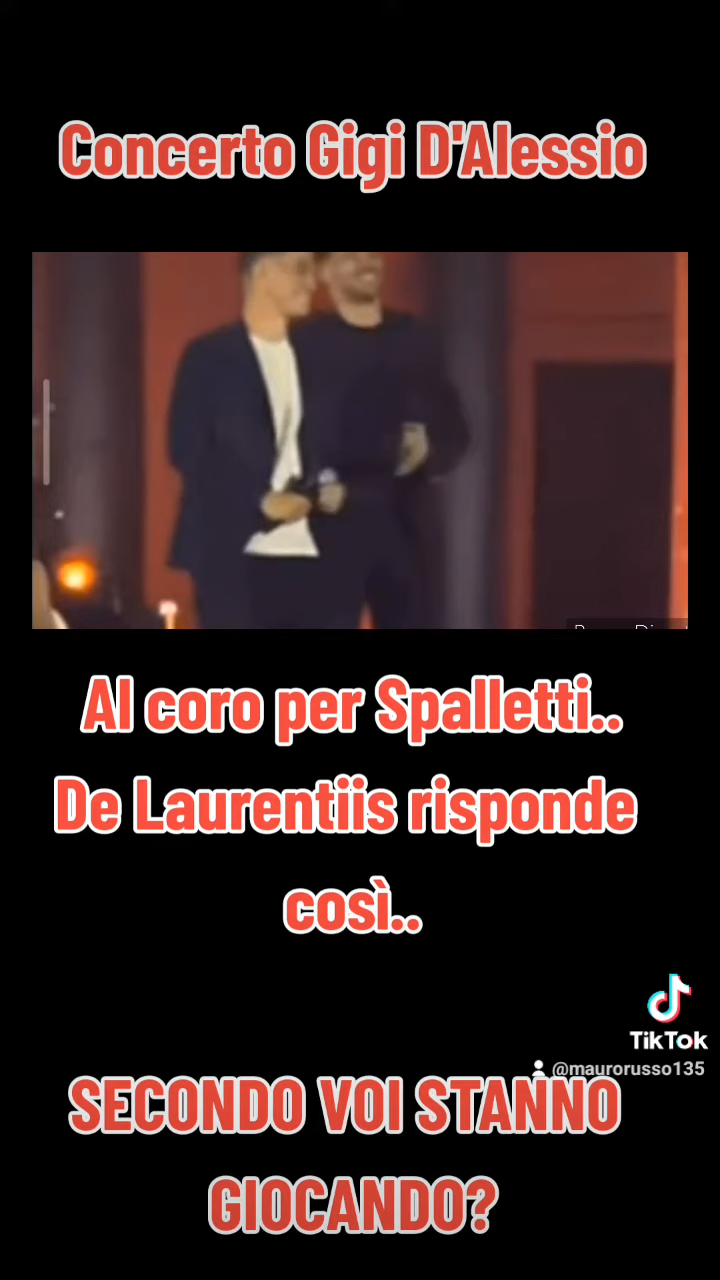 Concerto Gigi D'Alessio
Al coro per Spalletti..
De Laurentiis risponde
così..
TikTok
@maurorusso135
SECONDO VOI STANNO
GIOCANDO?